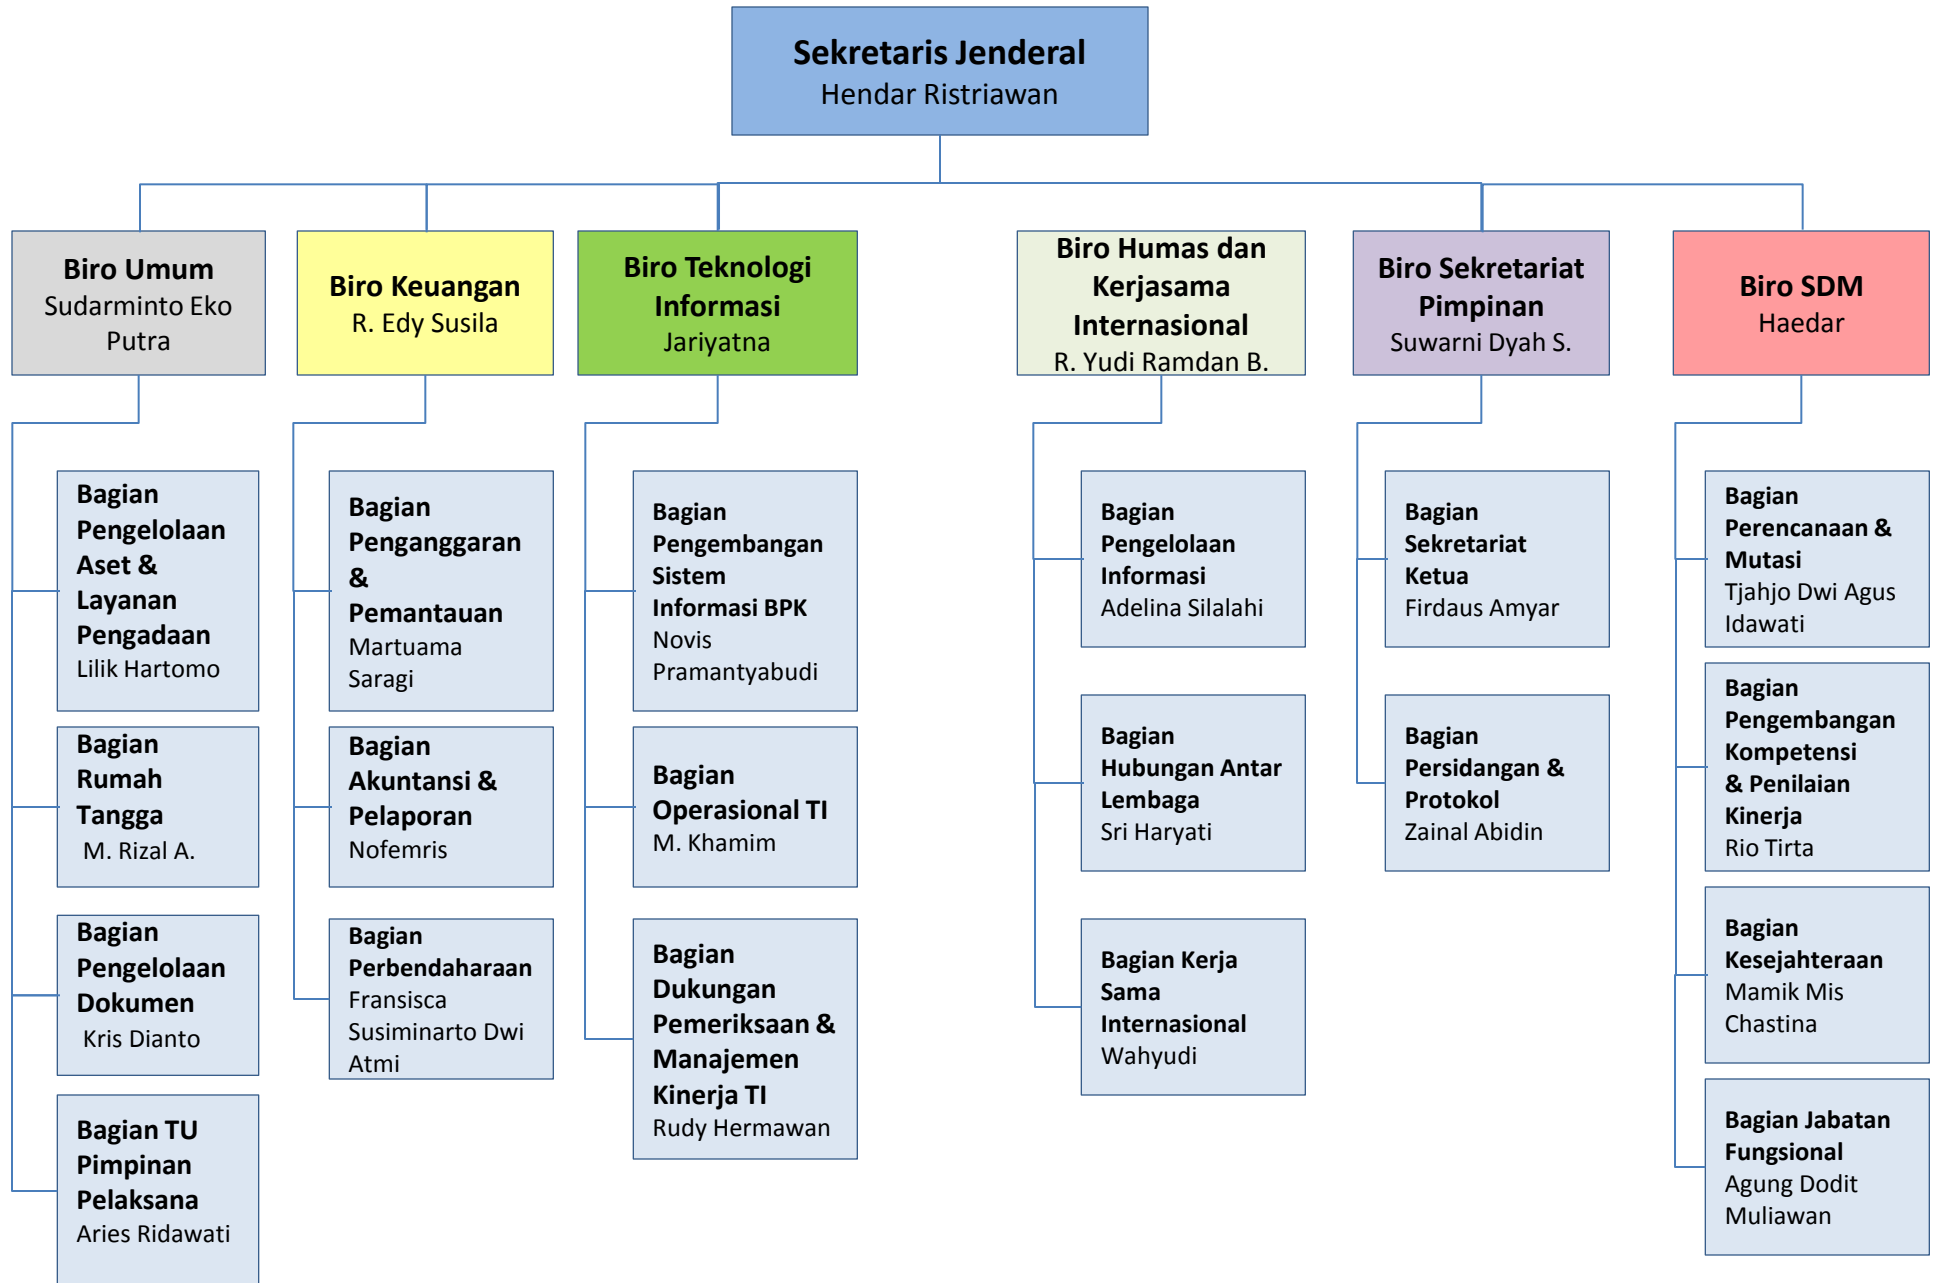 Sekretaris Jenderal
Hendar Ristriawan
Biro Umum
Sudarminto Eko
Putra
Biro Keuangan
R. Edy Susila
Biro Teknologi
Informasi
Jariyatna
Biro Humas dan
Kerjasama
Internasional
R. Yudi Ramdan B.
Biro Sekretariat
Pimpinan
Suwarni Dyah S.
Biro SDM
Haedar
Bagian
Pengelolaan
Aset &
Layanan
Pengadaan
Lilik Hartomo
Bagian
Rumah
Tangga
M. Rizal A.
Bagian
Pengelolaan
Dokumen
Kris Dianto
Bagian TU
Pimpinan
Pelaksana
Aries Ridawati
Bagian
Penganggaran
&
Pemantauan
Martuama
Saragi
Bagian
Akuntansi &
Pelaporan
Nofemris
Bagian
Perbendaharaan
Fransisca
Susiminarto Dwi
Atmi
Bagian
Pengembangan
Sistem
Informasi BPK
Novis
Pramantyabudi
Bagian
Operasional TI
M. Khamim
Bagian
Dukungan
Pemeriksaan &
Manajemen
Kinerja TI
Rudy Hermawan
Bagian
Pengelolaan
Informasi
Adelina Silalahi
Bagian
Hubungan Antar
Lembaga
Sri Haryati
Bagian Kerja
Sama
Internasional
Wahyudi
Bagian
Sekretariat
Ketua
Firdaus Amyar
Bagian
Persidangan &
Protokol
Zainal Abidin
Bagian
Perencanaan &
Mutasi
Tjahjo Dwi Agus
Idawati
Bagian
Pengembangan
Kompetensi
& Penilaian
Kinerja
Rio Tirta
Bagian
Kesejahteraan
Mamik Mis
Chastina
Bagian Jabatan
Fungsional
Agung Dodit
Muliawan